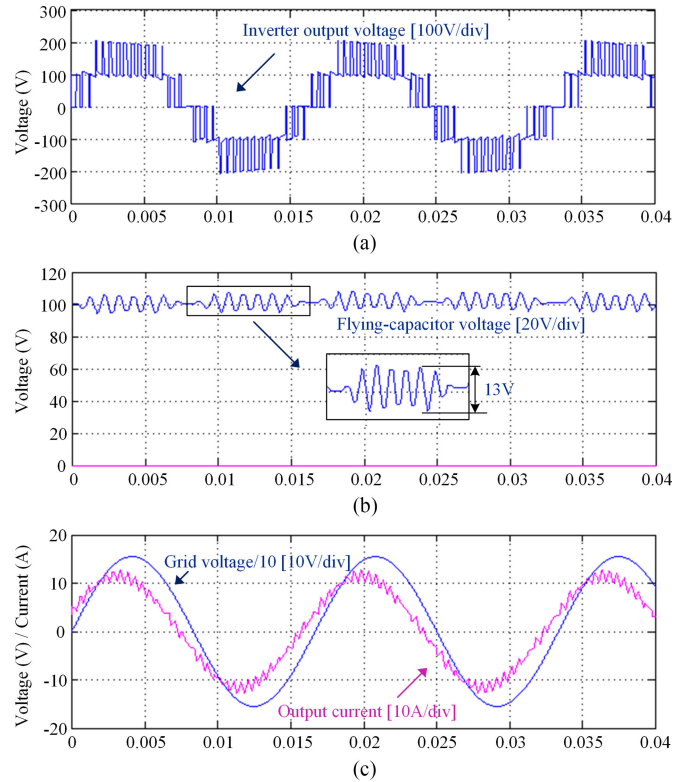 300
200
100
0
-100
-200
-300
Voltage (V)
Inverter output voltage [100V/div]
0 0.005 0.01 0.015 0.02 0.025 0.03 0.035 0.04
(a)
120
100
80
60
40
20
0
Voltage (V)
Flying-capacitor voltage [20V/div]
13V
0 0.005 0.01 0.015 0.02 0.025 0.03 0.035 0.04
(b)
20
10
0
-10
-20
Voltage (V) / Current (A)
Grid voltage/10 [10V/div]
Output current [10A/div]
0 0.005 0.01 0.015 0.02 0.025 0.03 0.035 0.04
(c)